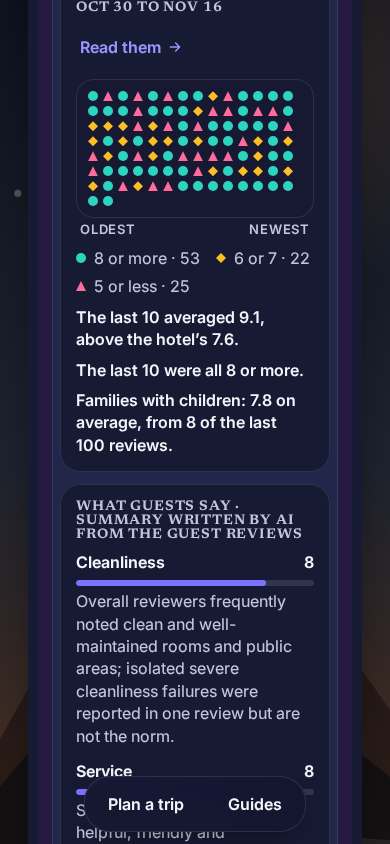 OCT 30 TO NOV 16
Read them →
OLDEST NEWEST
8 or more · 53 6 or 7 · 22
5 or less · 25
The last 10 averaged 9.1,
above the hotel’s 7.6.
The last 10 were all 8 or more.
Families with children: 7.8 on
average, from 8 of the last
100 reviews.
WHAT GUESTS SAY ·
SUMMARY WRITTEN BY AI
FROM THE GUEST REVIEWS
Cleanliness 8
Overall reviewers frequently
noted clean and well-
maintained rooms and public
areas; isolated severe
cleanliness failures were
reported in one review but are
not the norm.
Service 8
Plan a trip Guides
helpful, friendly and